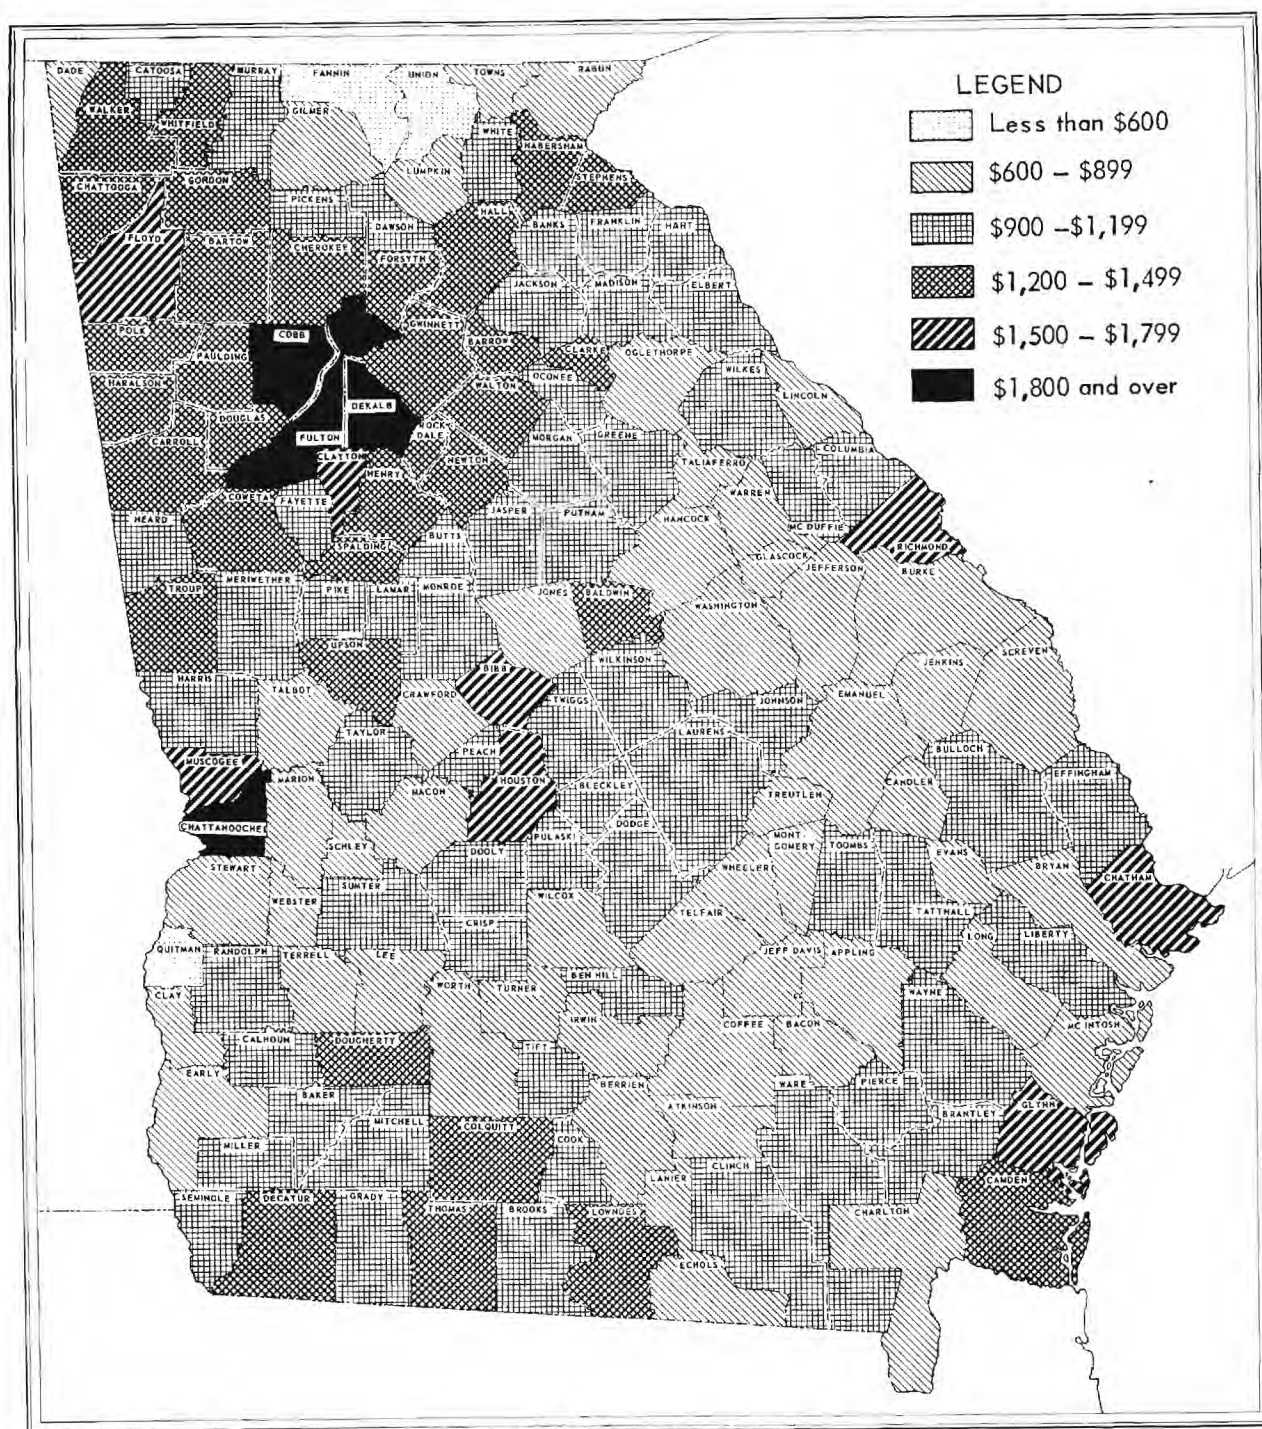 LEGEND
Less than $600
$600 – $899
$900 – $1,199
$1,200 – $1,499
$1,500 – $1,799
$1,800 and over
DADE
CATOOSA
MURRAY
FANNIN
UNION
TOWNS
RABUN
WALKER
WHITFIELD
GILMER
WHITE
HABERSHAM
CHATTOOGA
GORDON
LUMPKIN
STEPHENS
PICKENS
DAWSON
HALL
BANKS
FRANKLIN
HART
FLOYD
BARTOW
CHEROKEE
FORSYTH
JACKSON
MADISON
ELBERT
POLK
COBB
GWINNETT
BARROW
CLARKE
OGLETHORPE
PAULDING
HARALSON
WALTON
OCONEE
WILKES
LINCOLN
DOUGLAS
DEKALB
ROCK
DALE
CARROLL
FULTON
CLAYTON
HENRY
NEWTON
MORGAN
GREENE
TALIAFERRO
COLUMBIA
COWETA
FAYETTE
JASPER
PUTNAM
HANCOCK
WARREN
MC DUFFIE
HEARD
SPALDING
BUTTS
GLASCOCK
JEFFERSON
RICHMOND
BURKE
TROUP
MERIWETHER
PIKE
LAMAR
MONROE
JONES
BALDWIN
WASHINGTON
UPSON
BIBB
WILKINSON
JENKINS
SCREVEN
HARRIS
TALBOT
CRAWFORD
TWIGGS
JOHNSON
EMANUEL
TAYLOR
PEACH
LAURENS
BULLOCH
EFFINGHAM
MUSCOGEE
MARION
MACON
HOUSTON
BLECKLEY
TREUTLEN
CANDLER
CHATTAHOOCHEE
SCHLEY
DOOLY
PULASKI
DODGE
MONT-
GOMERY
TOOMBS
EVANS
BRYAN
CHATHAM
STEWART
WEBSTER
SUMTER
CRISP
WILCOX
WHEELER
TELFAIR
TATTNALL
LONG
LIBERTY
QUITMAN
RANDOLPH
TERRELL
LEE
JEFF DAVIS
APPLING
CLAY
WORTH
TURNER
BEN HILL
WAYNE
CALHOUN
DOUGHERTY
IRWIN
COFFEE
BACON
MC INTOSH
EARLY
BAKER
TIFT
BERRIEN
WARE
PIERCE
ATKINSON
BRANTLEY
GLYNN
MITCHELL
COLQUITT
COOK
MILLER
LANIER
CLINCH
CAMDEN
SEMINOLE
DECATUR
GRADY
THOMAS
BROOKS
LOWNDES
CHARLTON
ECHOLS